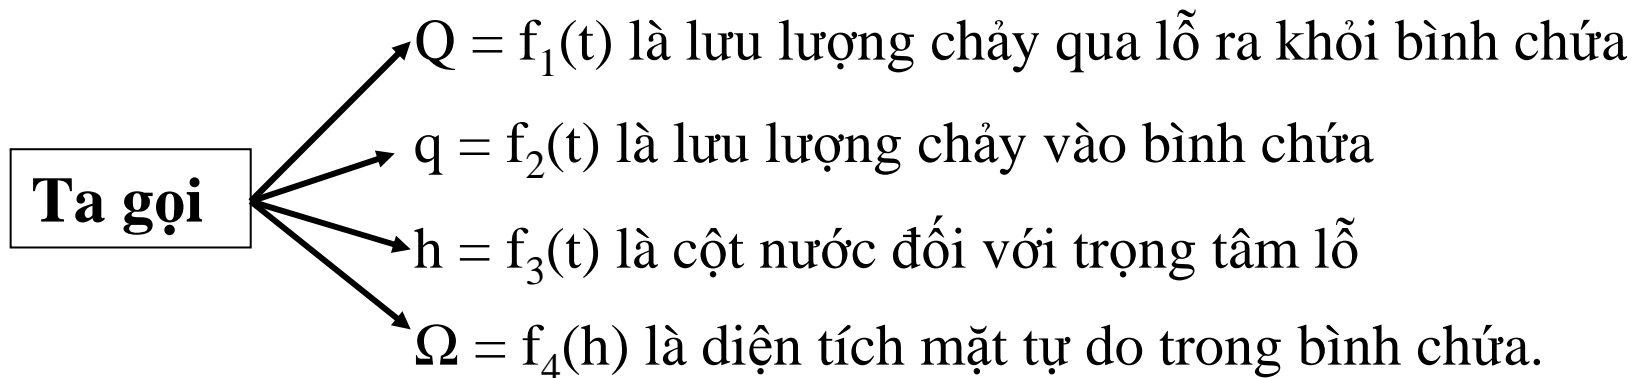 Q = f₁(t) là lưu lượng chảy qua lỗ ra khỏi bình chứa
q = f₂(t) là lưu lượng chảy vào bình chứa
Ta gọi
h = f₃(t) là cột nước đối với trọng tâm lỗ
Ω = f₄(h) là diện tích mặt tự do trong bình chứa.